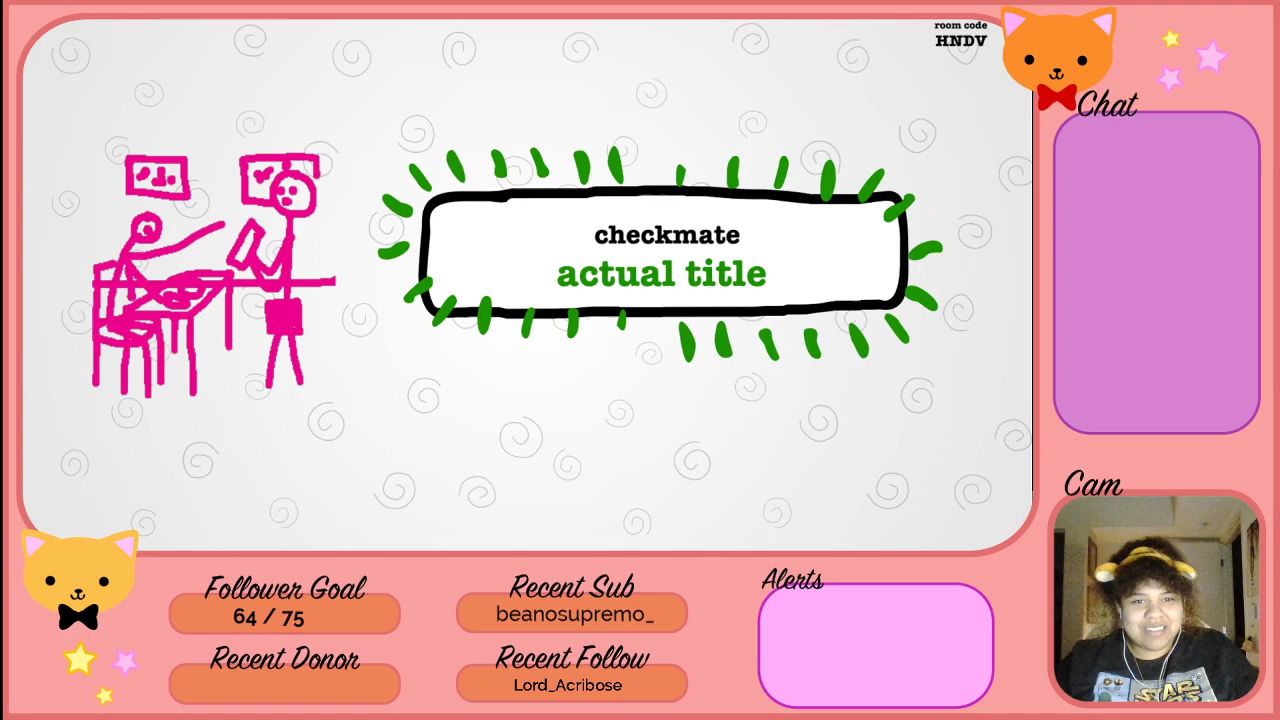 room code
HNDV
Chat
checkmate
actual title
Cam
Follower Goal
64 / 75
Recent Sub
beanosupremo_
Alerts
Recent Donor
Recent Follow
Lord_Acribose
STAR